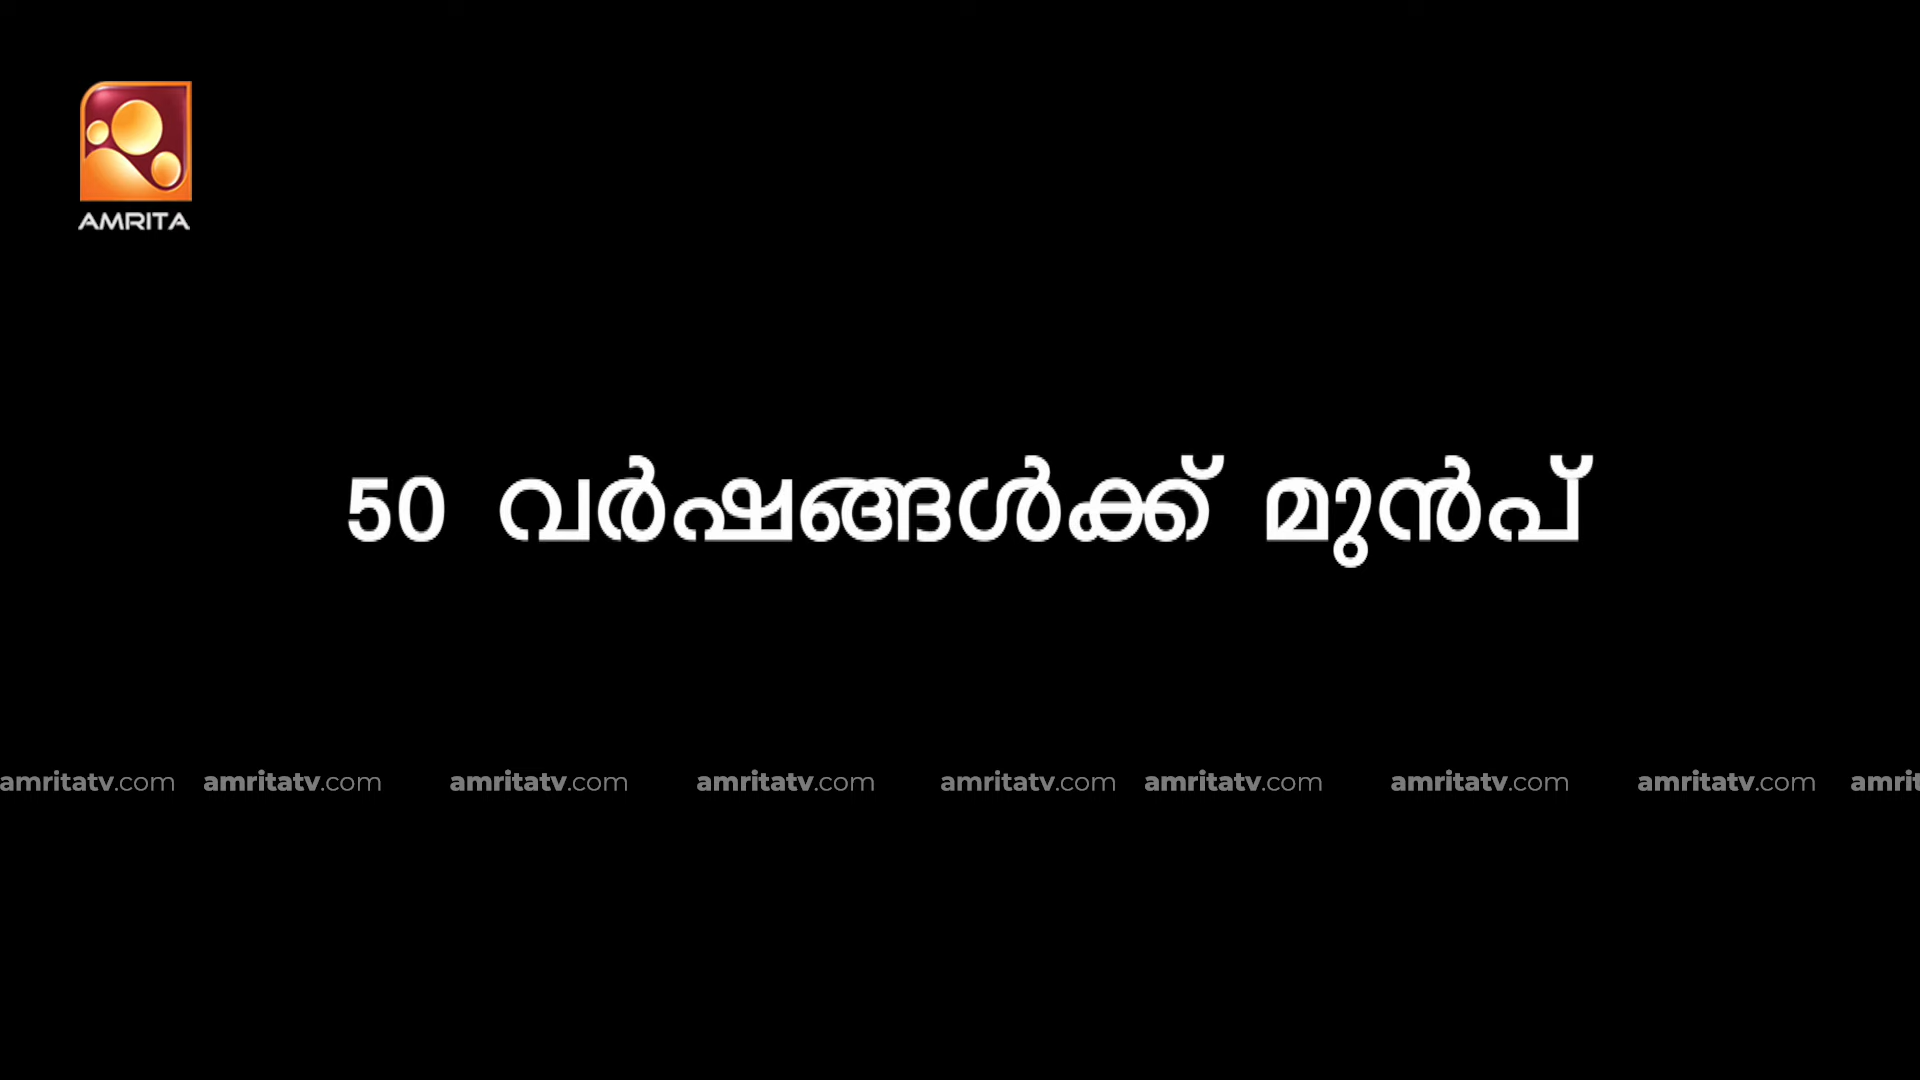 AMRITA
50 വർഷങ്ങൾക്ക് മുൻപ്
amritatv.com amritatv.com amritatv.com amritatv.com amritatv.com amritatv.com amritatv.com amritatv.com amrit